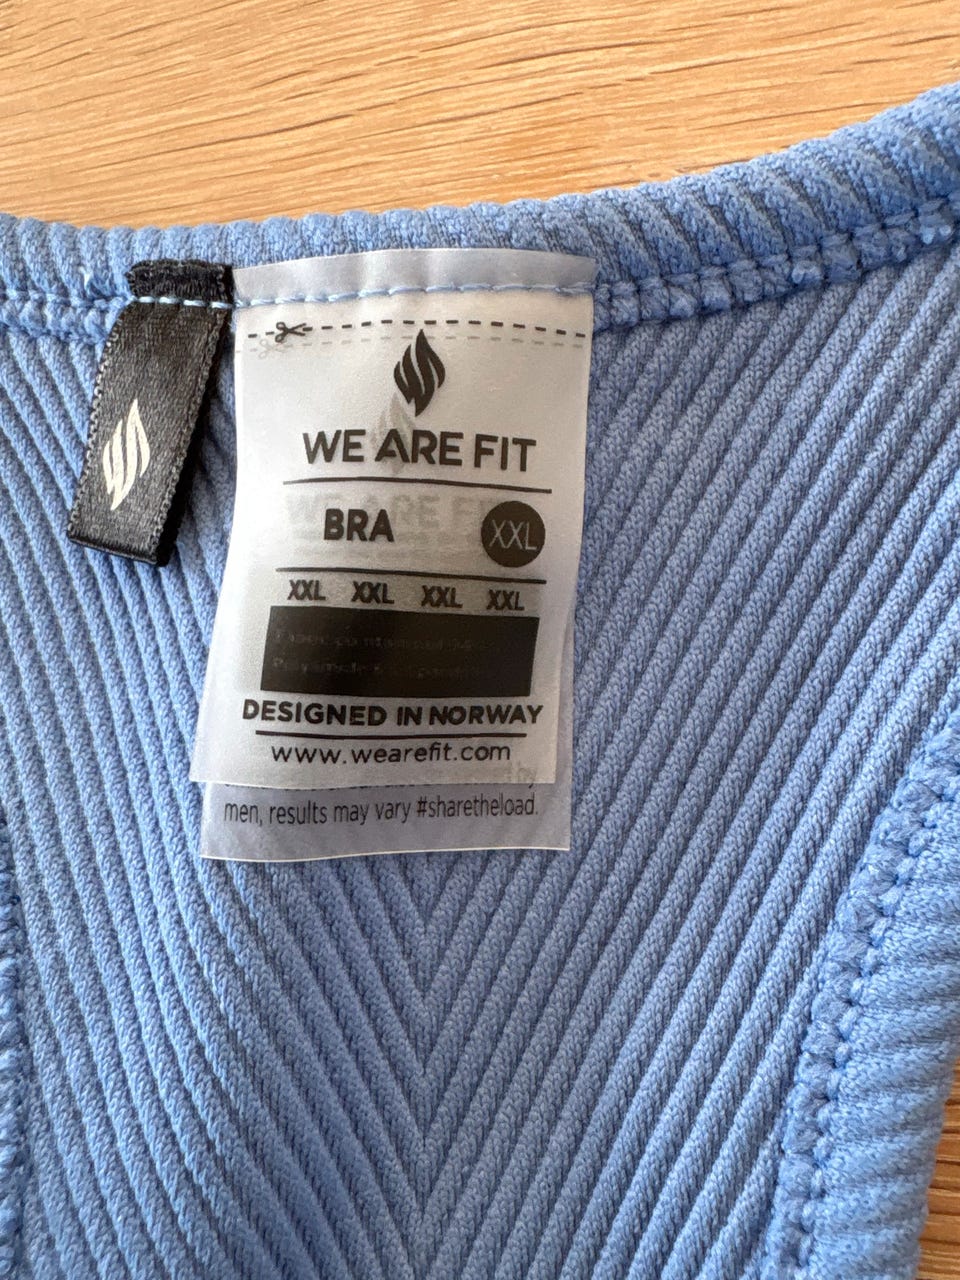 WE ARE FIT
BRA XXL
XXL XXL XXL XXL
DESIGNED IN NORWAY
www.wearefit.com
by
men, results may vary #sharetheload.